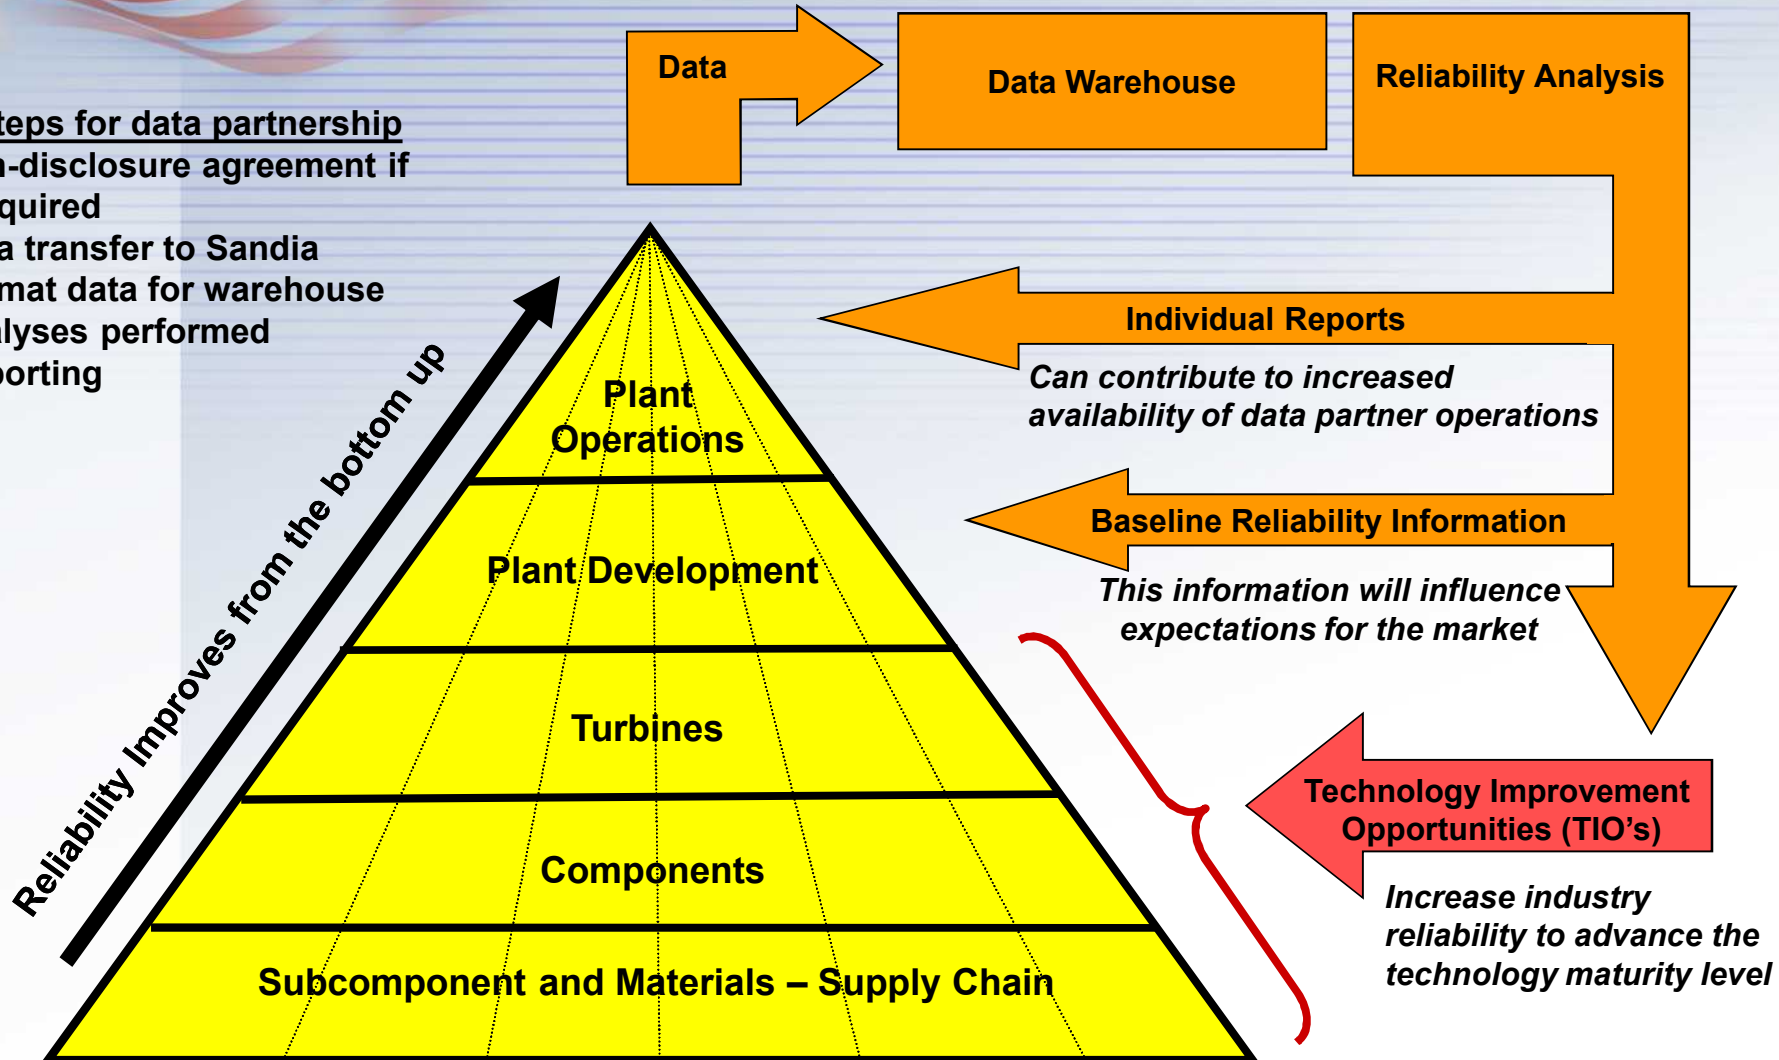 Data
Data Warehouse
Reliability Analysis
teps for data partnership
n-disclosure agreement if
quired
a transfer to Sandia
mat data for warehouse
alyses performed
porting
Reliability Improves from the bottom up
Individual Reports
Can contribute to increased
availability of data partner operations
Baseline Reliability Information
This information will influence
expectations for the market
Technology Improvement
Opportunities (TIO’s)
Increase industry
reliability to advance the
technology maturity level
Plant
Operations
Plant Development
Turbines
Components
Subcomponent and Materials – Supply Chain